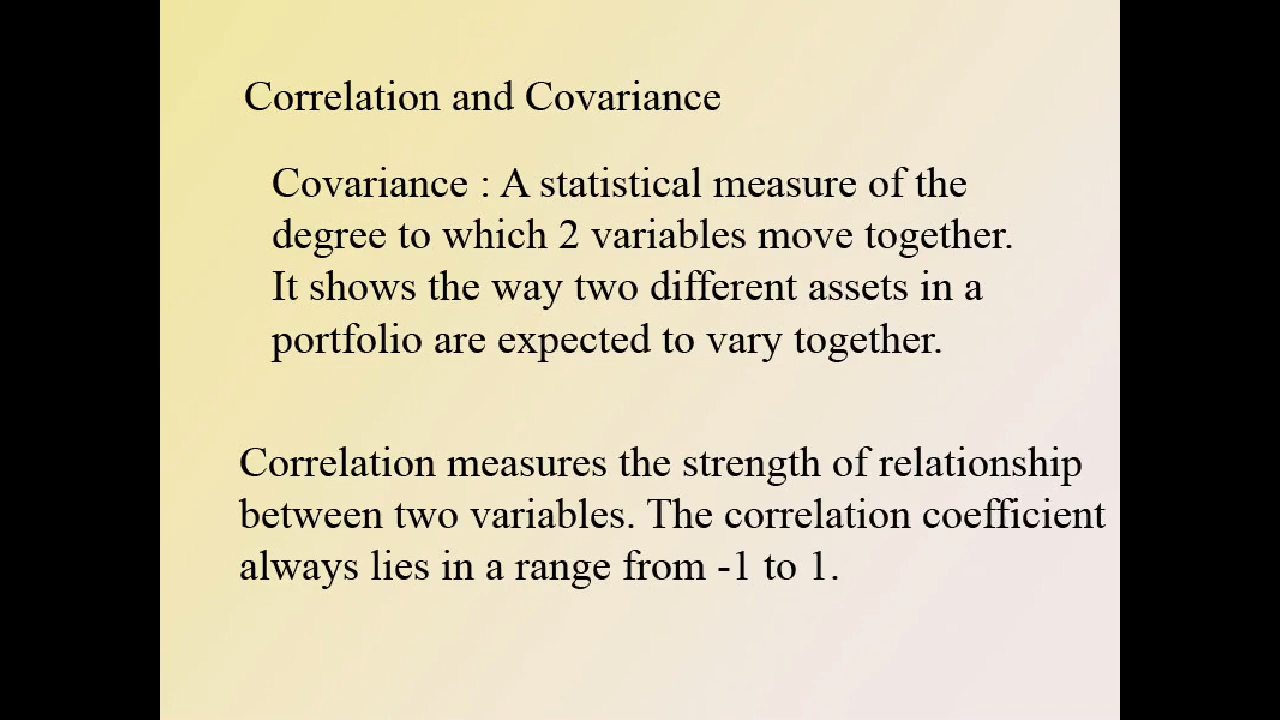 Correlation and Covariance
Covariance : A statistical measure of the
degree to which 2 variables move together.
It shows the way two different assets in a
portfolio are expected to vary together.
Correlation measures the strength of relationship
between two variables. The correlation coefficient
always lies in a range from -1 to 1.